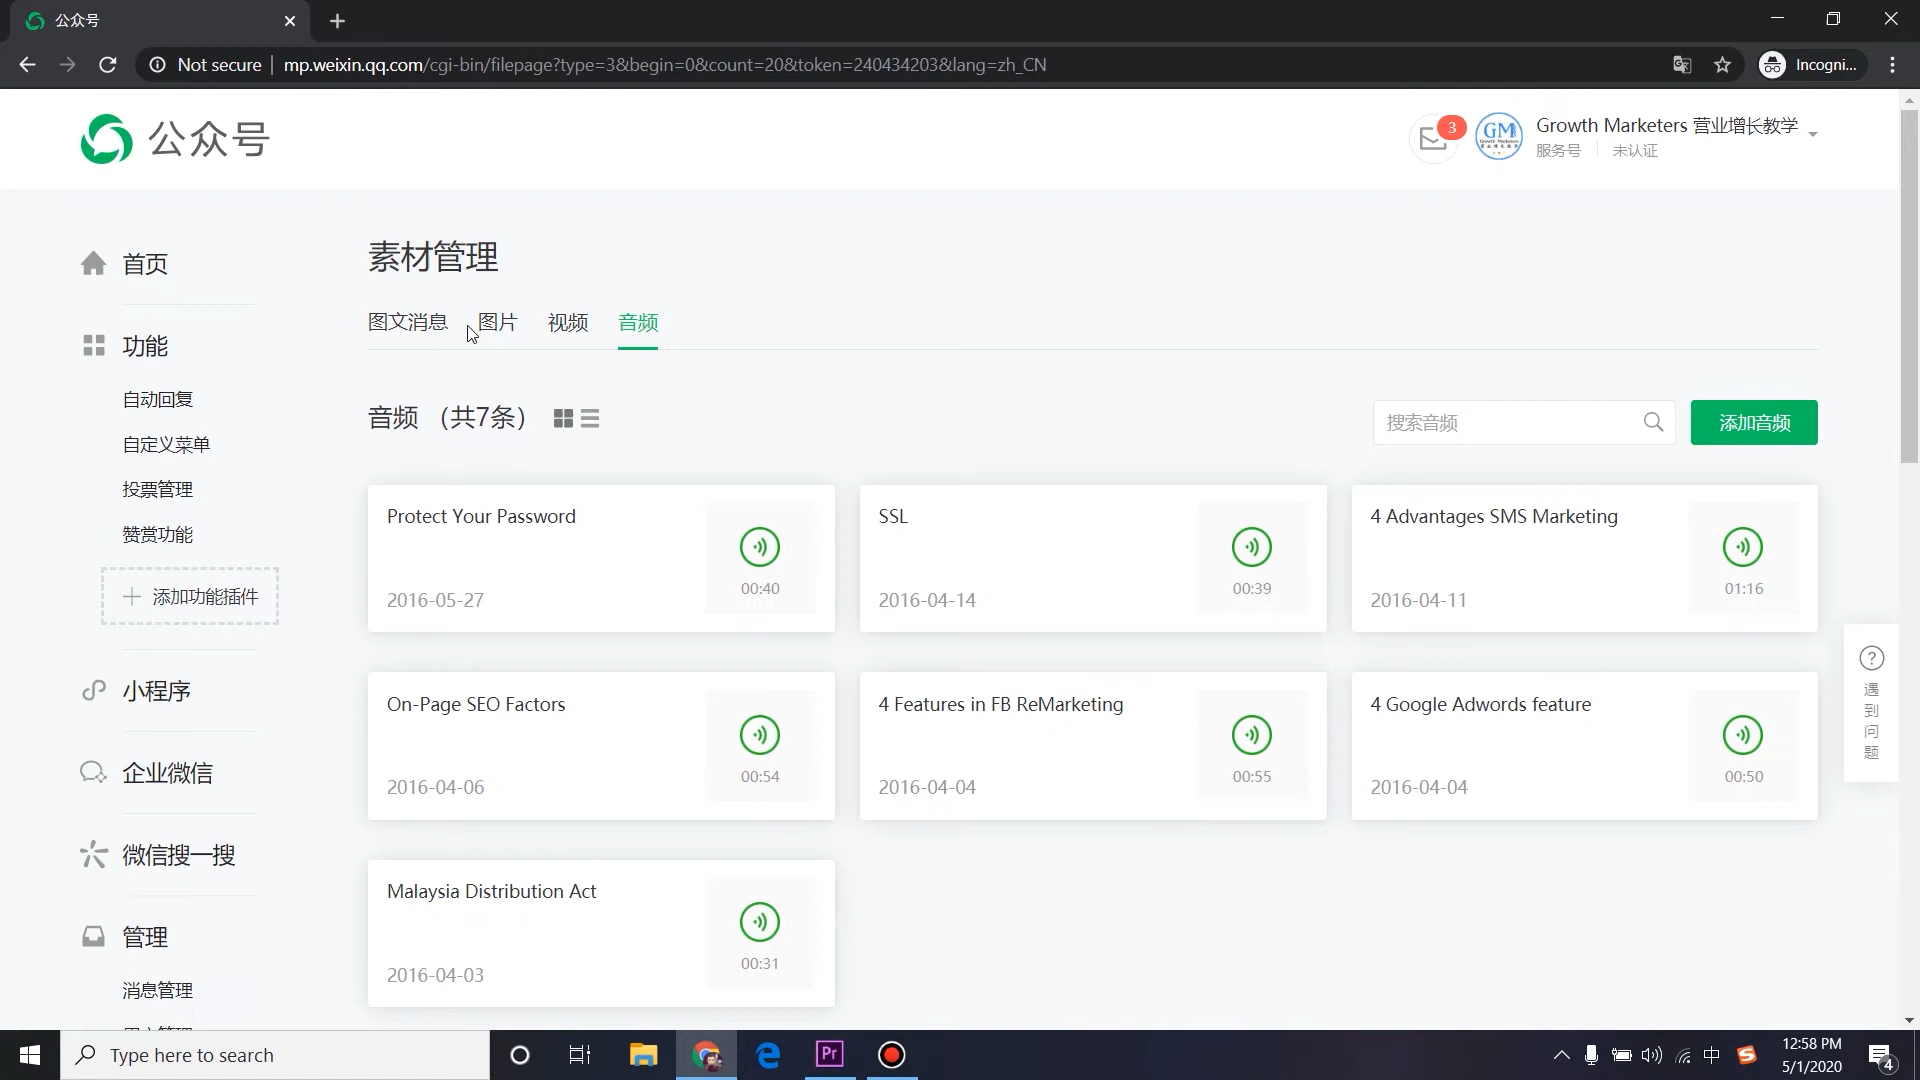 公众号
Not secure
mp.weixin.qq.com/cgi-bin/filepage?type=3&begin=0&count=20&token=240434203&lang=zh_CN
Incogni...
公众号
3
GM
Growth Marketers 营业增长教学
服务号
未认证
首页
功能
自动回复
自定义菜单
投票管理
赞赏功能
添加功能插件
小程序
企业微信
微信搜一搜
管理
消息管理
素材管理
图文消息
图片
视频
音频
音频 （共7条）
搜索音频
添加音频
Protect Your Password
00:40
2016-05-27
SSL
00:39
2016-04-14
4 Advantages SMS Marketing
01:16
2016-04-11
On-Page SEO Factors
00:54
2016-04-06
4 Features in FB ReMarketing
00:55
2016-04-04
4 Google Adwords feature
00:50
2016-04-04
Malaysia Distribution Act
00:31
2016-04-03
遇
到
问
题
Type here to search
Pr
中
12:58 PM
5/1/2020
4